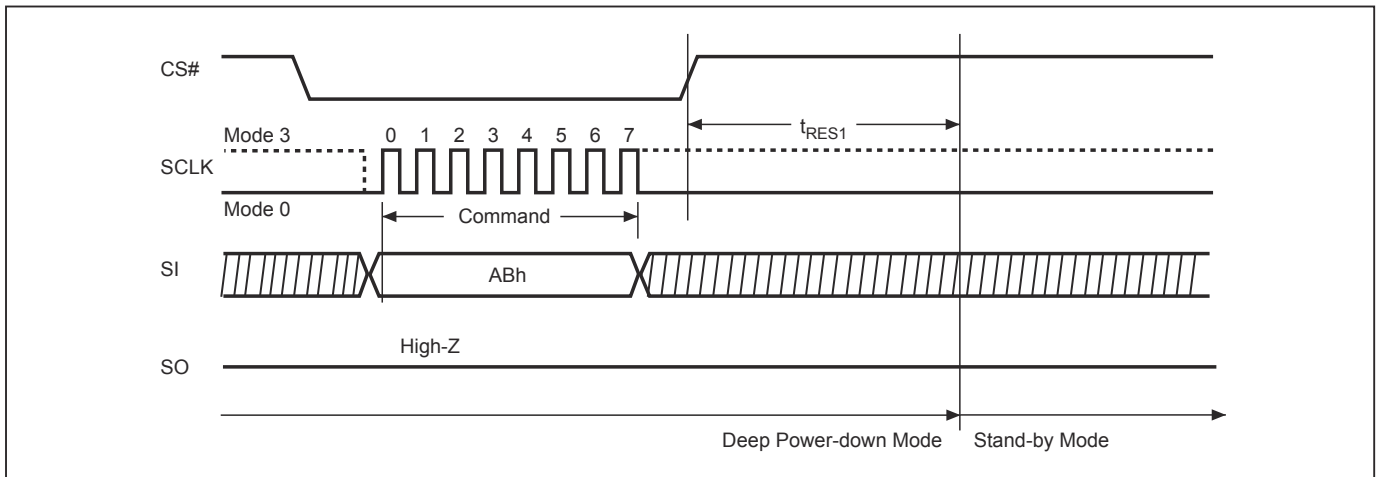 CS#
tRES1
Mode 3
0 1 2 3 4 5 6 7
SCLK
Mode 0
Command
SI
ABh
High-Z
SO
Deep Power-down Mode
Stand-by Mode